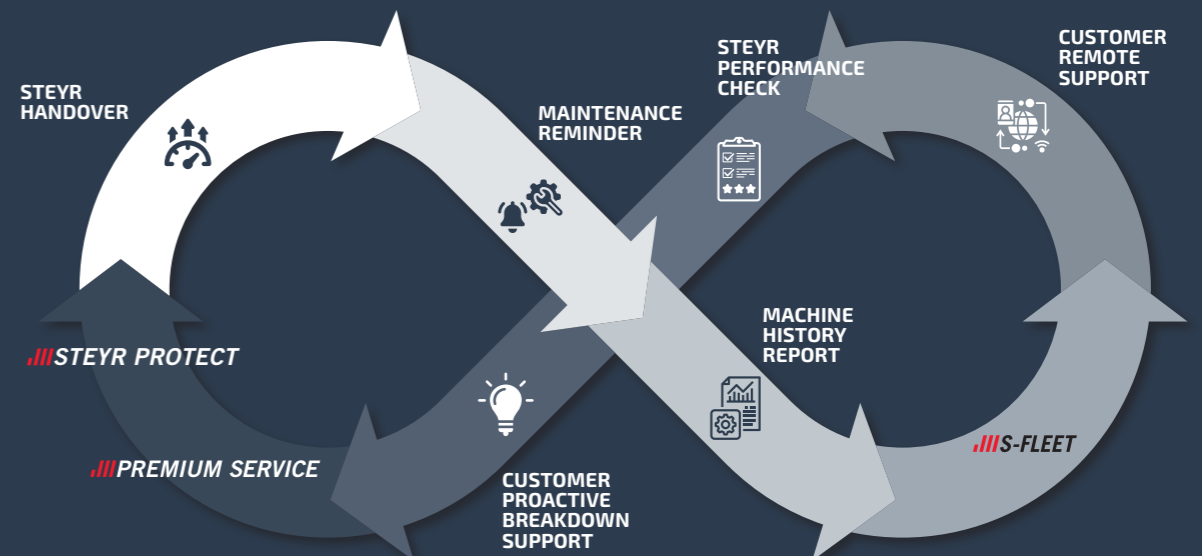 STEYR
HANDOVER
MAINTENANCE
REMINDER
STEYR
PERFORMANCE
CHECK
CUSTOMER
REMOTE
SUPPORT
MACHINE
HISTORY
REPORT
STEYR PROTECT
PREMIUM SERVICE
S-FLEET
CUSTOMER
PROACTIVE
BREAKDOWN
SUPPORT